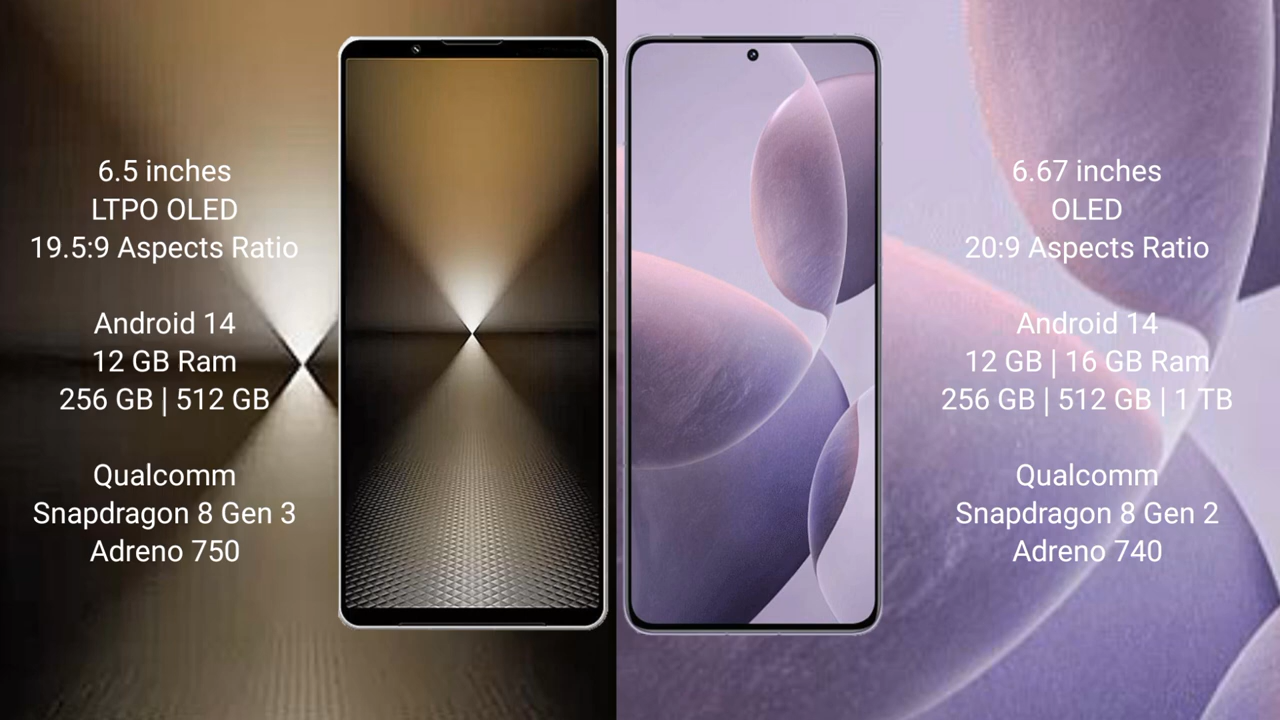 6.5 inches
LTPO OLED
19.5:9 Aspects Ratio
Android 14
12 GB Ram
256 GB | 512 GB
Qualcomm
Snapdragon 8 Gen 3
Adreno 750
6.67 inches
OLED
20:9 Aspects Ratio
Android 14
12 GB | 16 GB Ram
256 GB | 512 GB | 1 TB
Qualcomm
Snapdragon 8 Gen 2
Adreno 740